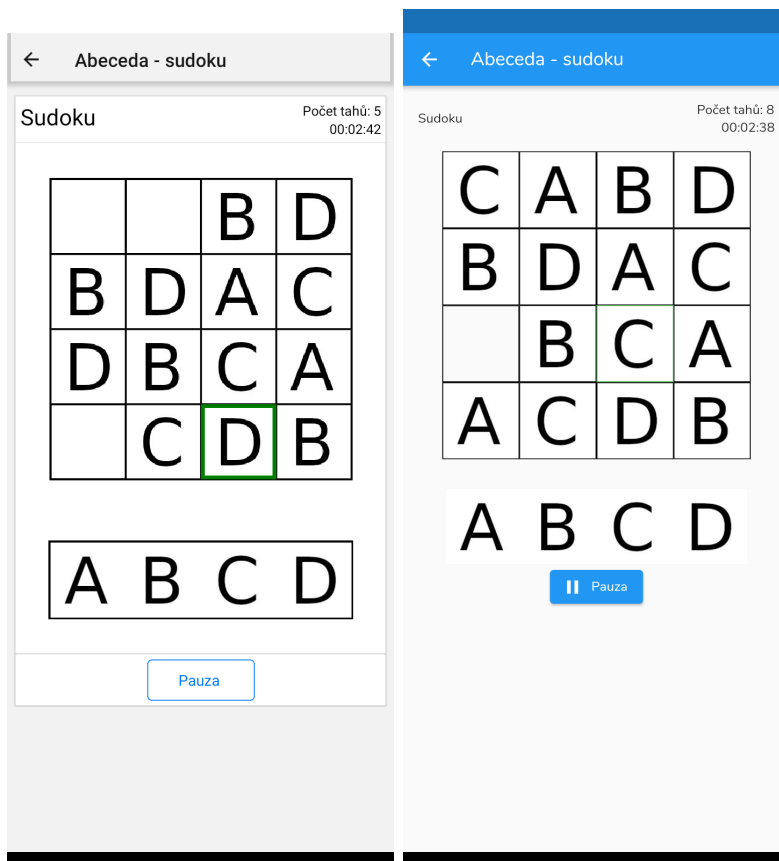 Abeceda - sudoku
Sudoku
Počet tahů: 5
00:02:42
B D
B D A C
D B C A
C D B
A B C D
Pauza
Abeceda - sudoku
Sudoku
Počet tahů: 8
00:02:38
C A B D
B D A C
B C A
A C D B
A B C D
Pauza